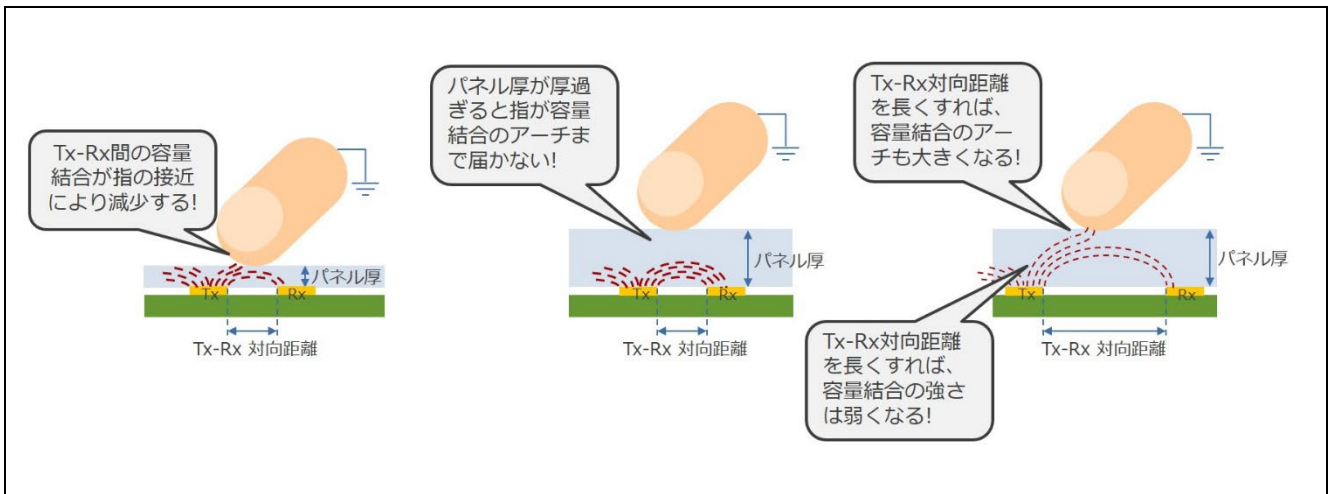 Tx-Rx間の容量
結合が指の接近
により減少する!
パネル厚
Tx
Rx
Tx-Rx 対向距離
パネル厚が厚過
ぎると指が容量
結合のアーチま
で届かない!
パネル厚
Tx
Rx
Tx-Rx 対向距離
Tx-Rx対向距離
を長くすれば、
容量結合のアー
チも大きくなる!
パネル厚
Tx
Rx
Tx-Rx 対向距離
Tx-Rx対向距離
を長くすれば、
容量結合の強さ
は弱くなる!